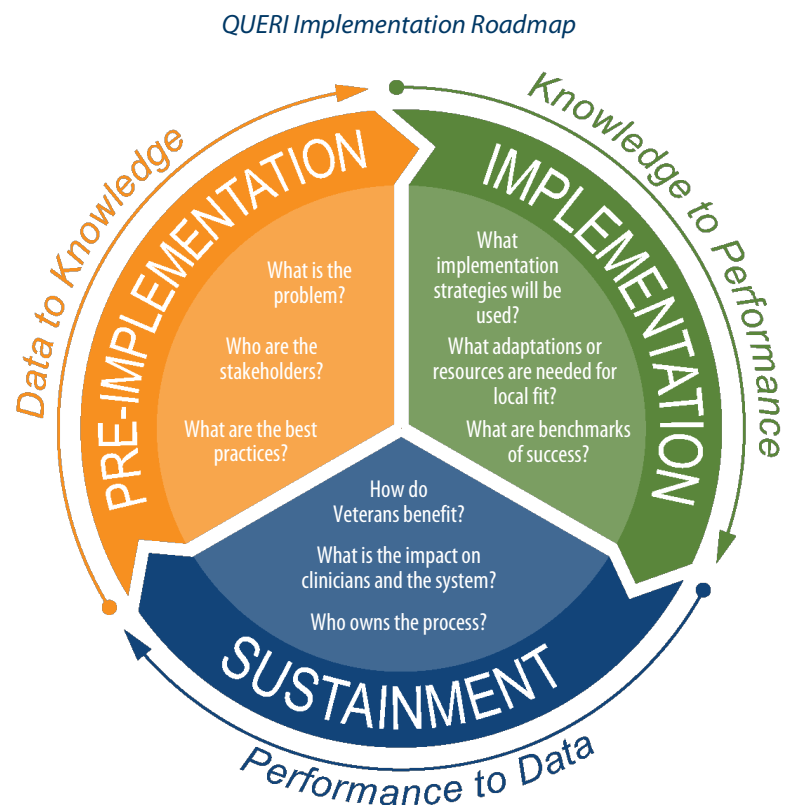 QUERI Implementation Roadmap
Data to Knowledge
PRE-IMPLEMENTATION
What is the
problem?
Who are the
stakeholders?
What are the best
practices?
Knowledge to Performance
IMPLEMENTATION
What
implementation
strategies will be
used?
What adaptations or
resources are needed for
local fit?
What are benchmarks
of success?
How do
Veterans benefit?
What is the impact on
clinicians and the system?
Who owns the process?
SUSTAINMENT
Performance to Data